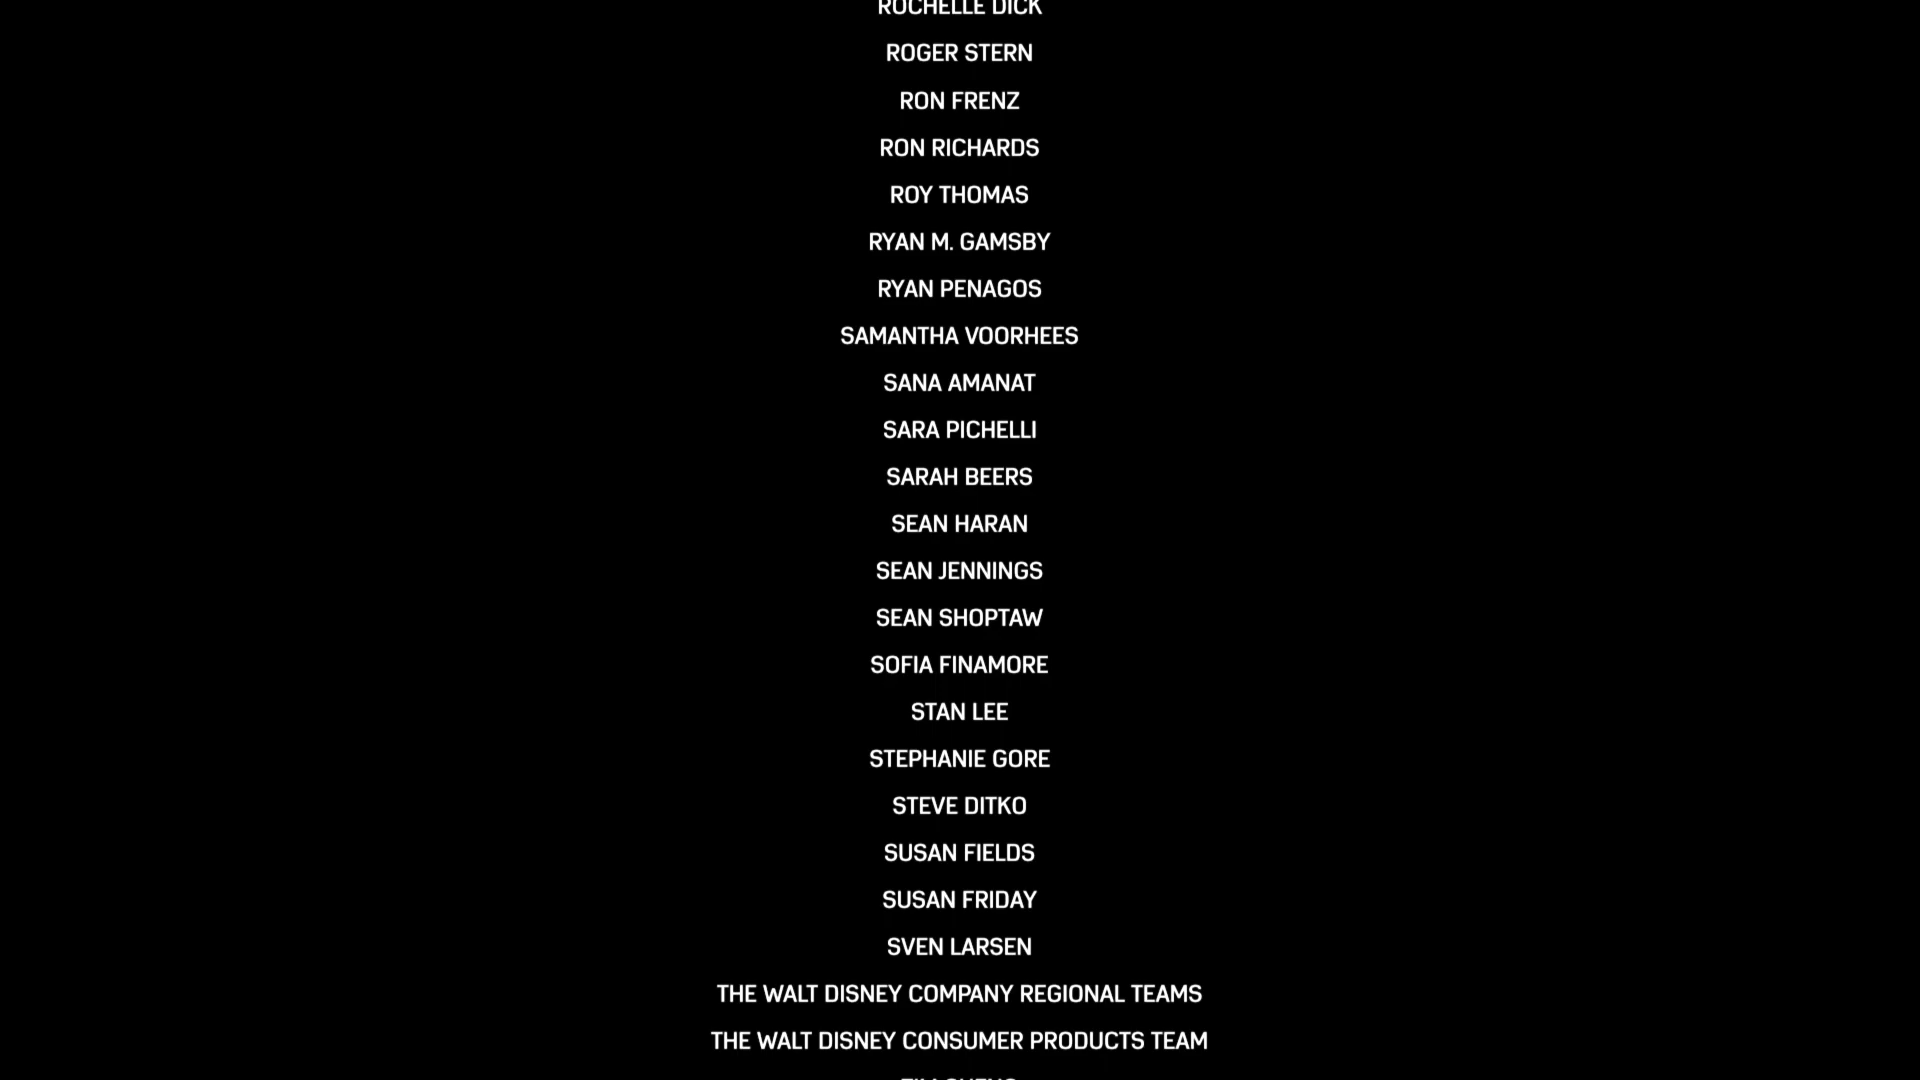 ROCHELLE DICK
ROGER STERN
RON FRENZ
RON RICHARDS
ROY THOMAS
RYAN M. GAMSBY
RYAN PENAGOS
SAMANTHA VOORHEES
SANA AMANAT
SARA PICHELLI
SARAH BEERS
SEAN HARAN
SEAN JENNINGS
SEAN SHOPTAW
SOFIA FINAMORE
STAN LEE
STEPHANIE GORE
STEVE DITKO
SUSAN FIELDS
SUSAN FRIDAY
SVEN LARSEN
THE WALT DISNEY COMPANY REGIONAL TEAMS
THE WALT DISNEY CONSUMER PRODUCTS TEAM